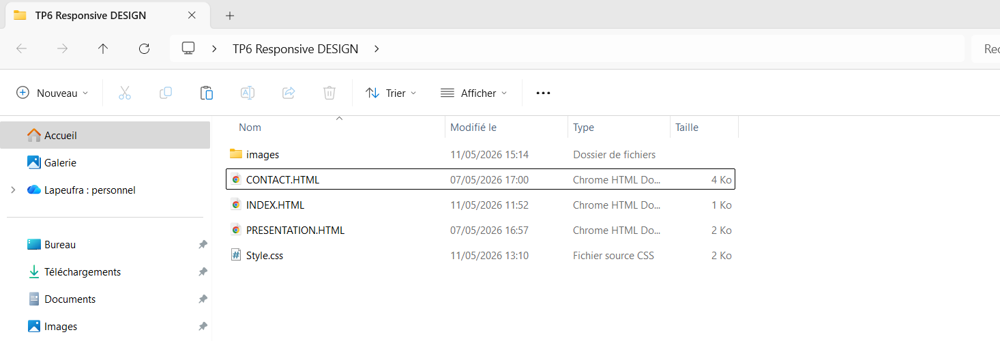 TP6 Responsive DESIGN
TP6 Responsive DESIGN
Nouveau
Trier
Afficher
Nom Modifié le Type Taille
Accueil
Galerie
Lapeufra : personnel
Bureau
Téléchargements
Documents
Images
images 11/05/2026 15:14 Dossier de fichiers
CONTACT.HTML 07/05/2026 17:00 Chrome HTML Do... 4 Ko
INDEX.HTML 11/05/2026 11:52 Chrome HTML Do... 1 Ko
PRESENTATION.HTML 07/05/2026 16:57 Chrome HTML Do... 2 Ko
Style.css 11/05/2026 13:10 Fichier source CSS 2 Ko